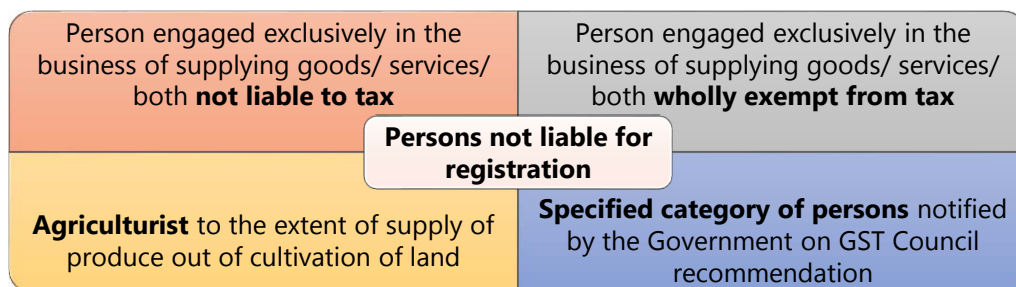 Person engaged exclusively in the
business of supplying goods/ services/
both not liable to tax
Person engaged exclusively in the
business of supplying goods/ services/
both wholly exempt from tax
Persons not liable for
registration
Agriculturist to the extent of supply of
produce out of cultivation of land
Specified category of persons notified
by the Government on GST Council
recommendation